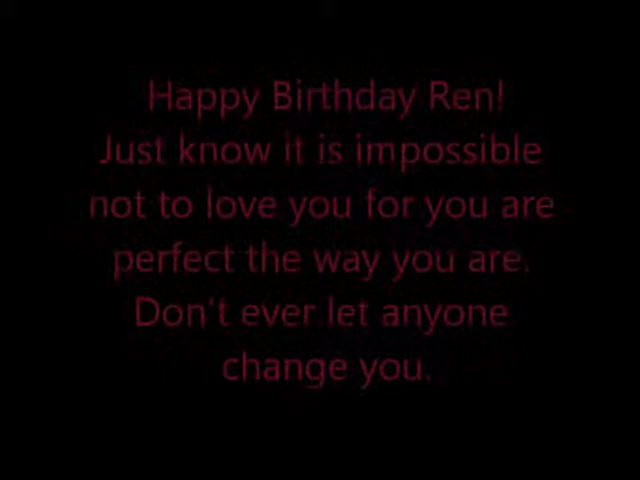 Happy Birthday Ren!
Just know it is impossible
not to love you for you are
perfect the way you are.
Don't ever let anyone
change you.